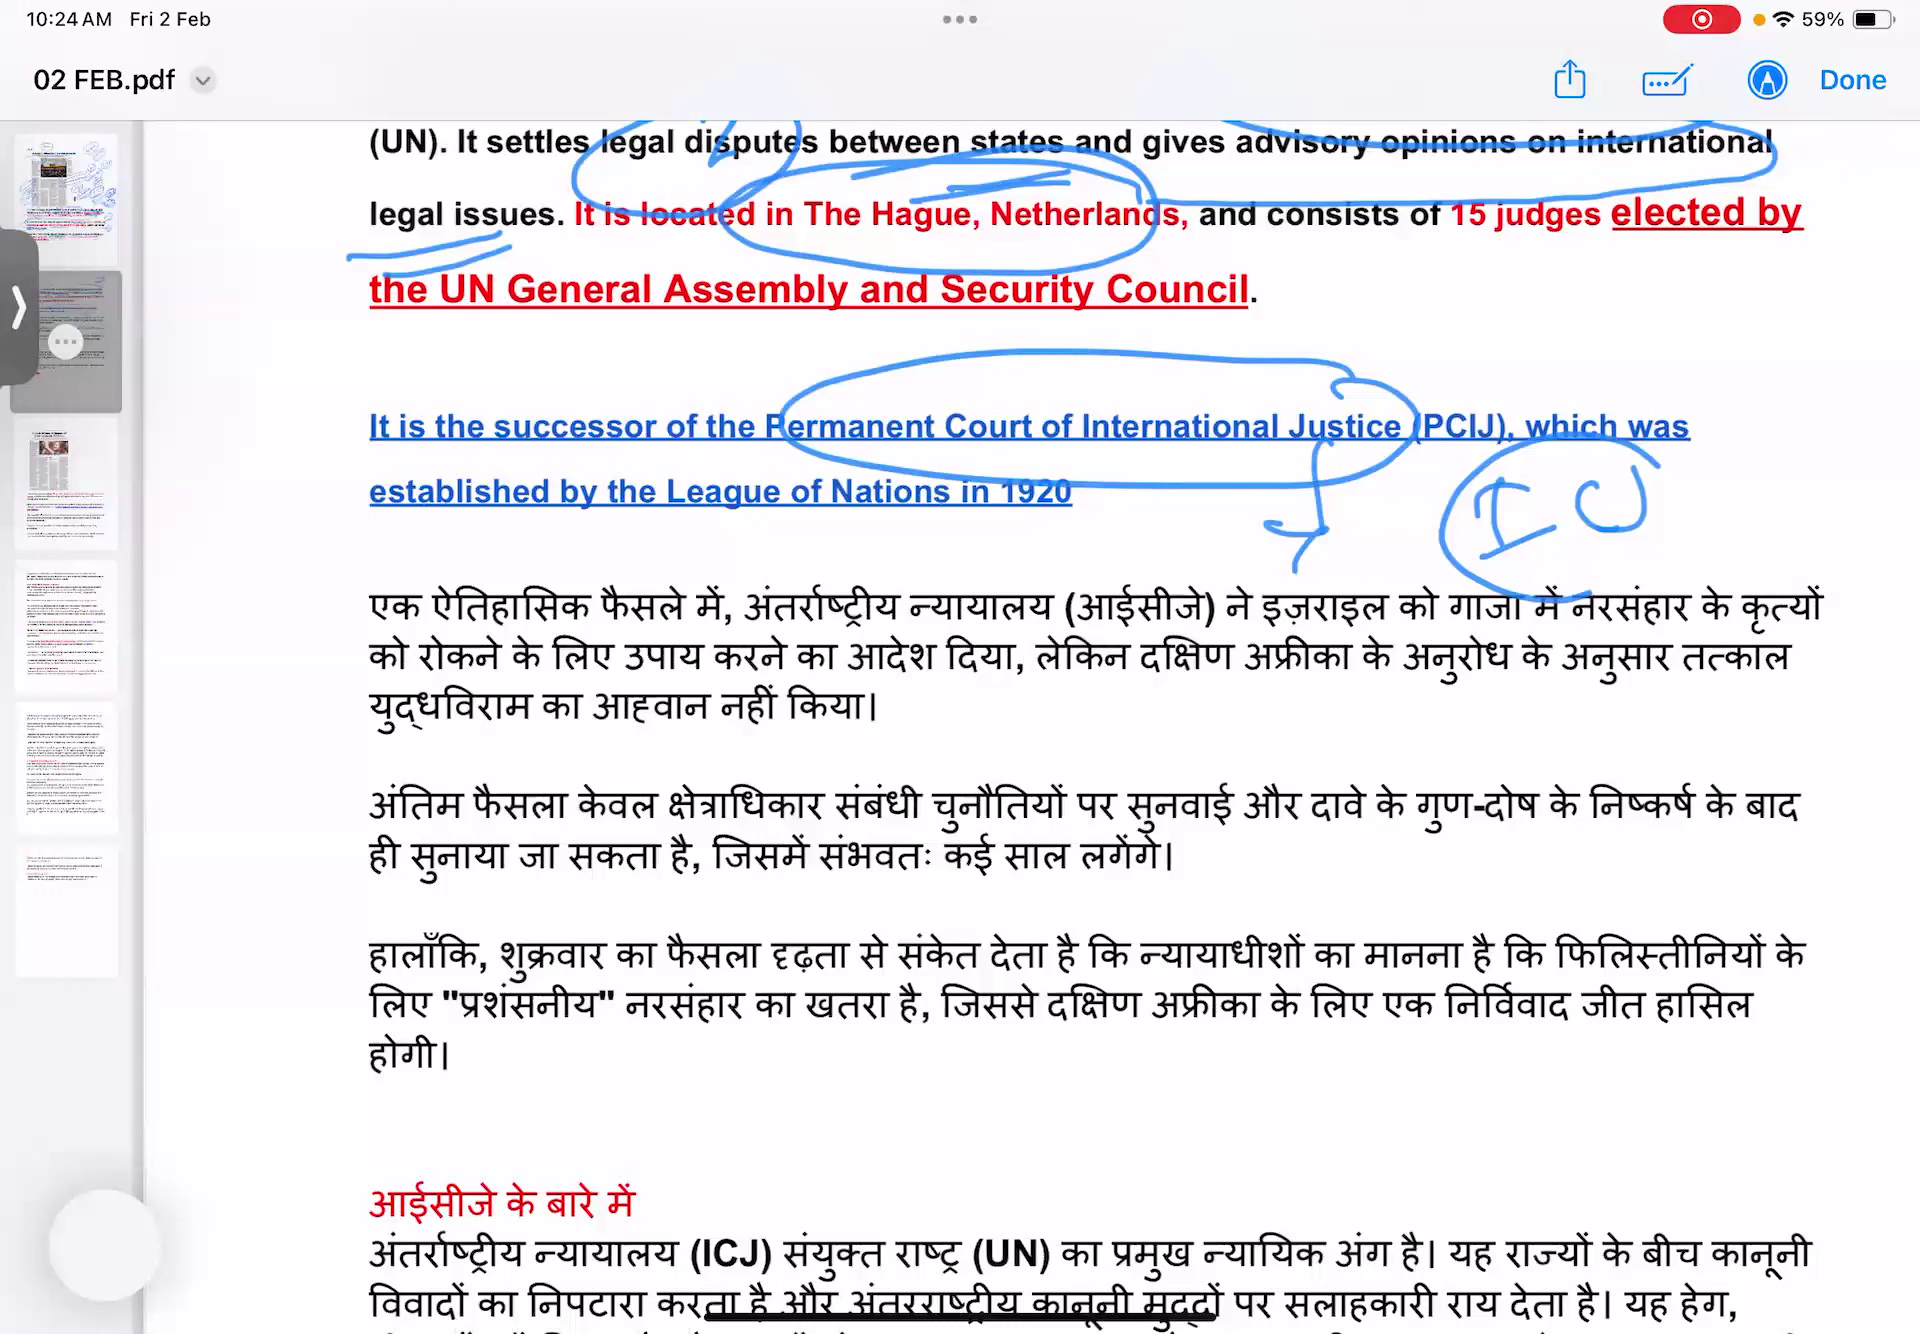 10:24 AM Fri 2 Feb
59%
02 FEB.pdf
Done
(UN). It settles legal disputes between states and gives advisory opinions on international
legal issues. It is located in The Hague, Netherlands, and consists of 15 judges elected by
the UN General Assembly and Security Council.
It is the successor of the Permanent Court of International Justice (PCIJ), which was
established by the League of Nations in 1920
एक ऐतिहासिक फैसले में, अंतर्राष्ट्रीय न्यायालय (आईसीजे) ने इज़राइल को गाजा में नरसंहार के कृत्यों
को रोकने के लिए उपाय करने का आदेश दिया, लेकिन दक्षिण अफ्रीका के अनुरोध के अनुसार तत्काल
युद्धविराम का आह्वान नहीं किया।
अंतिम फैसला केवल क्षेत्राधिकार संबंधी चुनौतियों पर सुनवाई और दावे के गुण-दोष के निष्कर्ष के बाद
ही सुनाया जा सकता है, जिसमें संभवतः कई साल लगेंगे।
हालाँकि, शुक्रवार का फैसला दृढ़ता से संकेत देता है कि न्यायाधीशों का मानना है कि फिलिस्तीनियों के
लिए "प्रशंसनीय" नरसंहार का खतरा है, जिससे दक्षिण अफ्रीका के लिए एक निर्विवाद जीत हासिल
होगी।
आईसीजे के बारे में
अंतर्राष्ट्रीय न्यायालय (ICJ) संयुक्त राष्ट्र (UN) का प्रमुख न्यायिक अंग है। यह राज्यों के बीच कानूनी
विवादों का निपटारा करता है और अंतरराष्ट्रीय कानूनी मुद्दों पर सलाहकारी राय देता है। यह हेग,